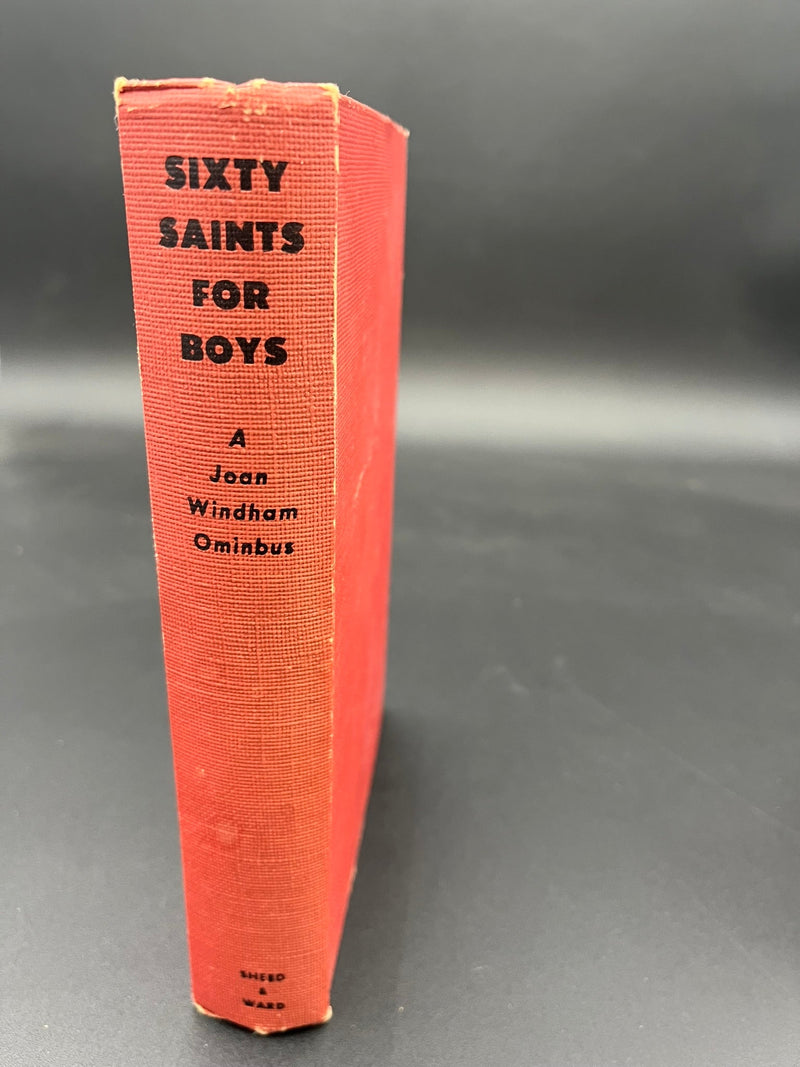 SIXTY
SAINTS
FOR
BOYS
A
Joan
Windham
Ominbus
SHEED
&
WARD